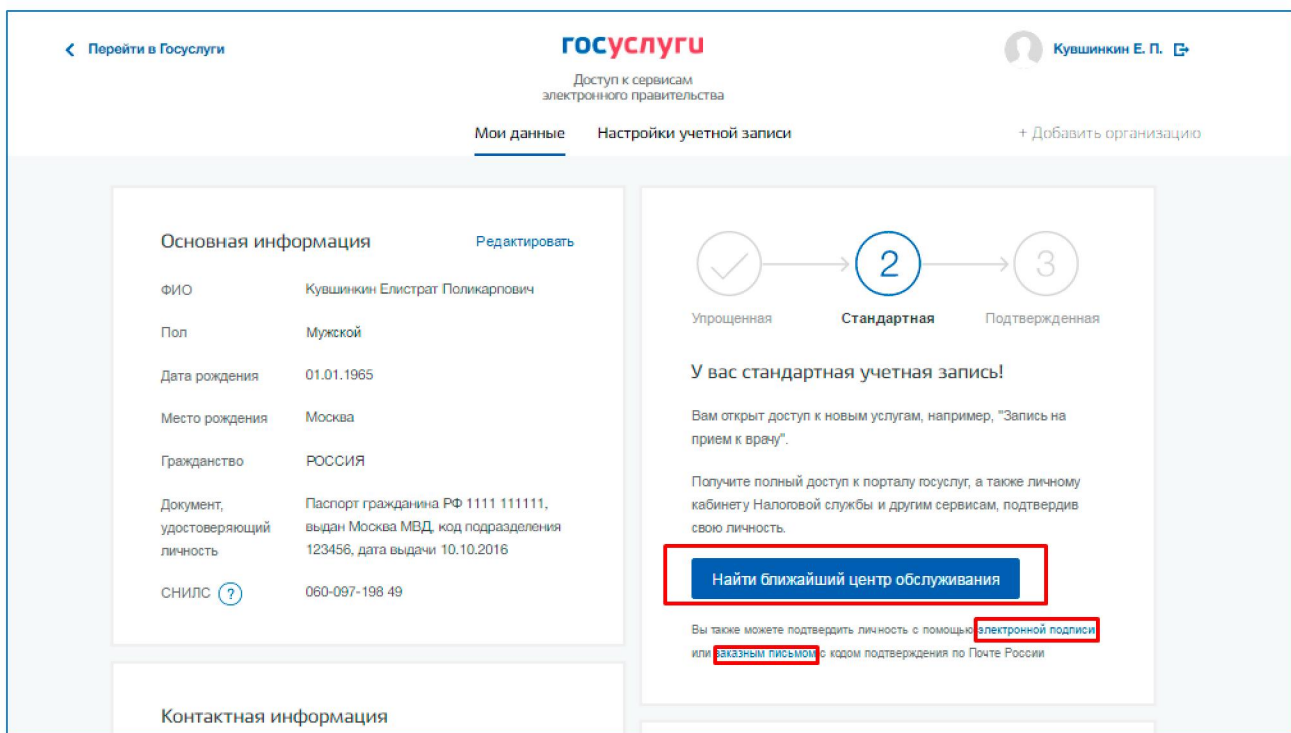 Перейти в Госуслуги
госуслуги
Кувшинкин Е. П.
Доступ к сервисам
электронного правительства
Мои данные
Настройки учетной записи
+ Добавить организацию
Основная информация
Редактировать
ФИО
Кувшинкин Елистрат Поликарпович
Пол
Мужской
Дата рождения
01.01.1965
Место рождения
Москва
Гражданство
РОССИЯ
Документ,
удостоверяющий
личность
Паспорт гражданина РФ 1111 111111,
выдан Москва МВД, код подразделения
123456, дата выдачи 10.10.2016
СНИЛС ?
060-097-198 49
Контактная информация
2
3
Упрощенная
Стандартная
Подтвержденная
У вас стандартная учетная запись!
Вам открыт доступ к новым услугам, например, "Запись на
прием к врачу".
Получите полный доступ к порталу госуслуг, а также личному
кабинету Налоговой службы и другим сервисам, подтвердив
свою личность.
Найти ближайший центр обслуживания
Вы также можете подтвердить личность с помощью электронной подписи
или заказным письмом с кодом подтверждения по Почте России